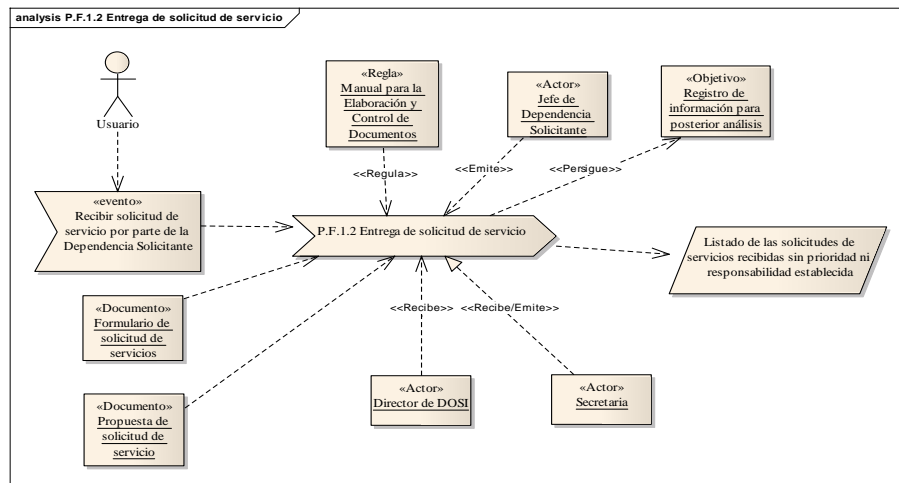 analysis P.F.1.2 Entrega de solicitud de servicio
«Regla»
Manual para la
Elaboración y
Control de
Documentos
«Actor»
Jefe de
Dependencia
Solicitante
«Objetivo»
Registro de
información para
posterior análisis
Usuario
<<Regula>>
<<Emite>>
<<Persigue>>
«evento»
Recibir solicitud de
servicio por parte de la
Dependencia Solicitante
P.F.1.2 Entrega de solicitud de servicio
Listado de las solicitudes de
servicios recibidas sin prioridad ni
responsabilidad establecida
«Documento»
Formulario de
solicitud de
servicios
<<Recibe>>
<<Recibe/Emite>>
«Actor»
Director de DOSI
«Actor»
Secretaria
«Documento»
Propuesta de
solicitud de
servicio